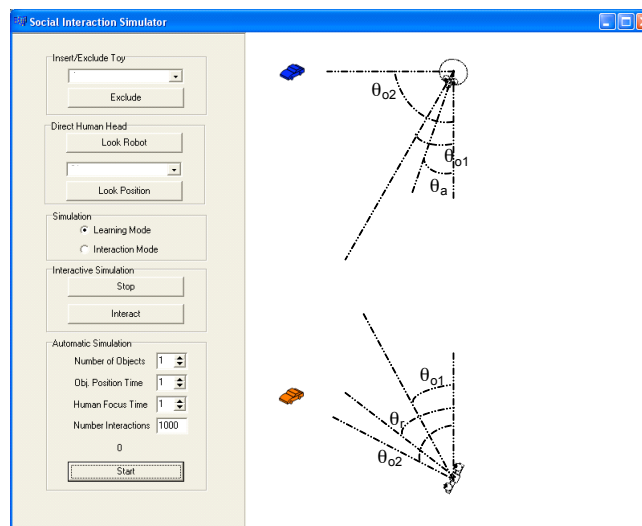 Social Interaction Simulator
Insert/Exclude Toy
Exclude
Direct Human Head
Look Robot
Look Position
Simulation
Learning Mode
Interaction Mode
Interactive Simulation
Stop
Interact
Automatic Simulation
Number of Objects 1
Obj. Position Time 1
Human Focus Time 1
Number Interactions 1000
0
Start
θo2
θo1
θa
θo1
θr
θo2